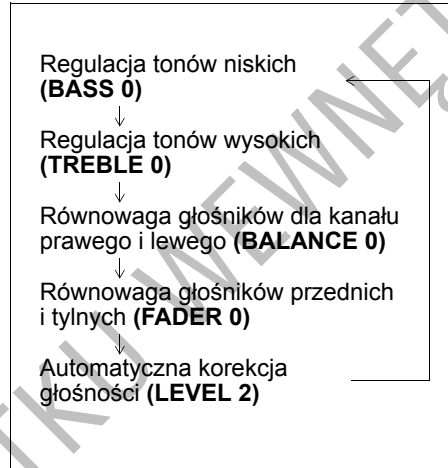 Regulacja tonów niskich
(BASS 0)
Regulacja tonów wysokich
(TREBLE 0)
Równowaga głośników dla kanału
prawego i lewego (BALANCE 0)
Równowaga głośników przednich
i tylnych (FADER 0)
Automatyczna korekcja
głośności (LEVEL 2)